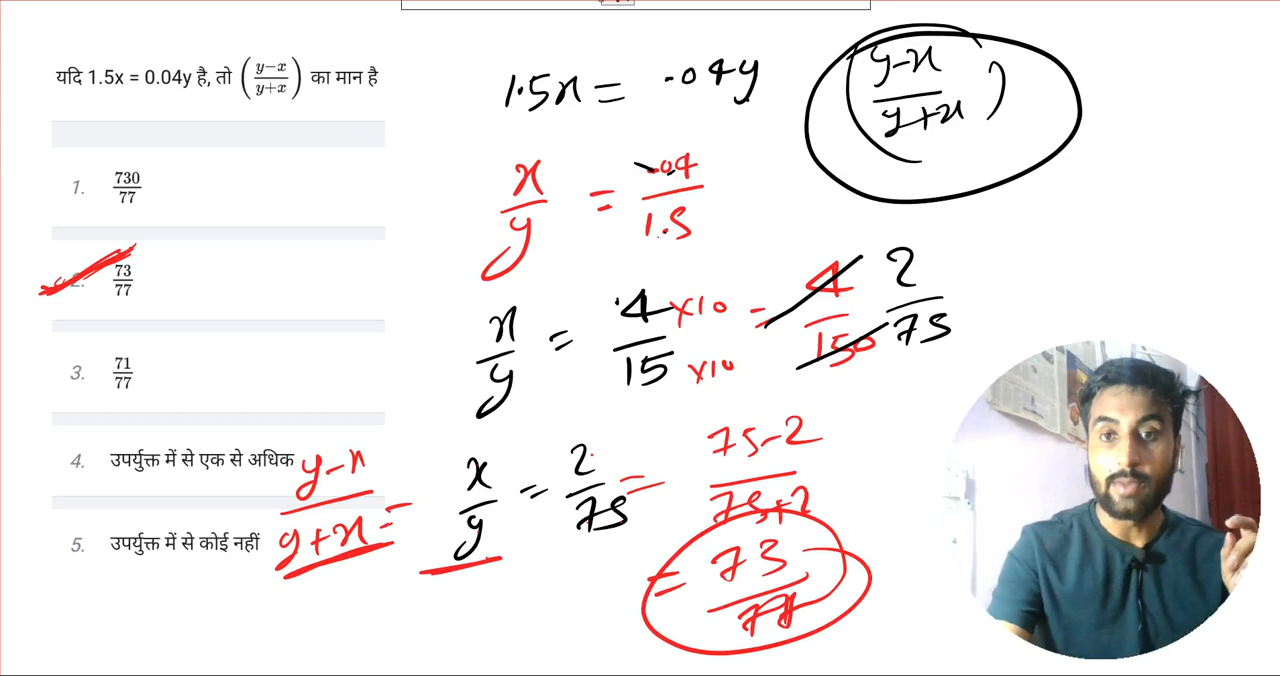 यदि 1.5x = 0.04y है, तो (y−x / y+x) का मान है
1. 730/77
2. 73/77
3. 71/77
4. उपर्युक्त में से एक से अधिक
5. उपर्युक्त में से कोई नहीं
1.5x = .04y
(y-x / y+x)
x/y = .04/1.5
x/y = .4/15 ×10 ×10 = 4/150 2/75
y-x / y+x =
x/y = 2/75 = 75-2 / 75+2
= 73/77